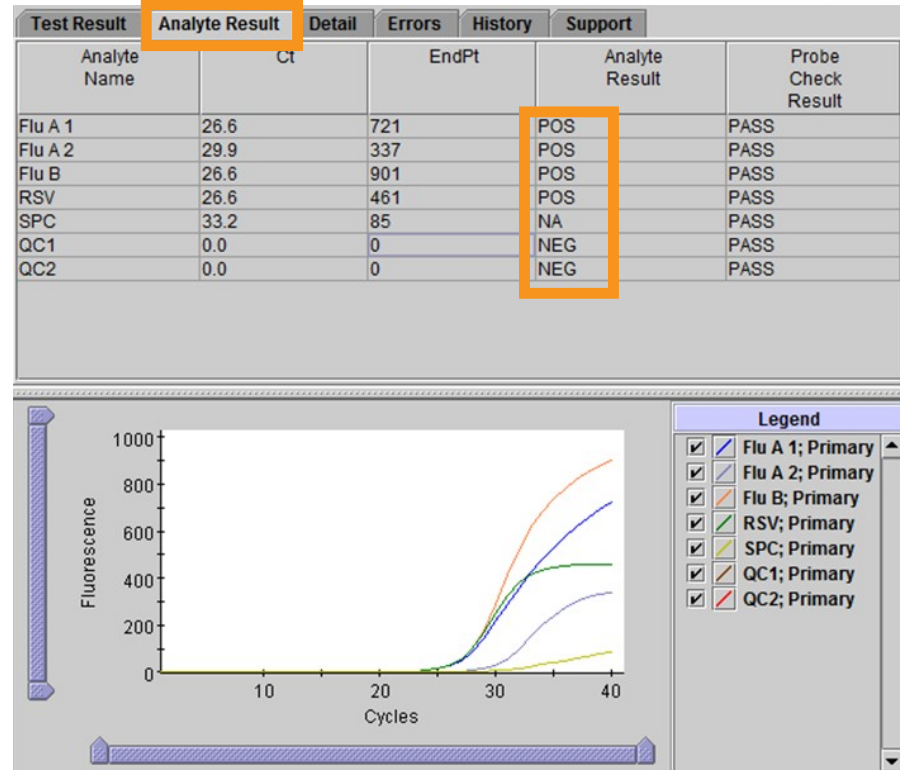 Test Result Analyte Result Detail Errors History Support
Analyte Name Ct EndPt Analyte Result Probe Check Result
Flu A 1 26.6 721 POS PASS
Flu A 2 29.9 337 POS PASS
Flu B 26.6 901 POS PASS
RSV 26.6 461 POS PASS
SPC 33.2 85 NA PASS
QC1 0.0 0 NEG PASS
QC2 0.0 0 NEG PASS
1000
800
600
400
200
0
Fluorescence
10 20 30 40
Cycles
Legend
Flu A 1; Primary
Flu A 2; Primary
Flu B; Primary
RSV; Primary
SPC; Primary
QC1; Primary
QC2; Primary